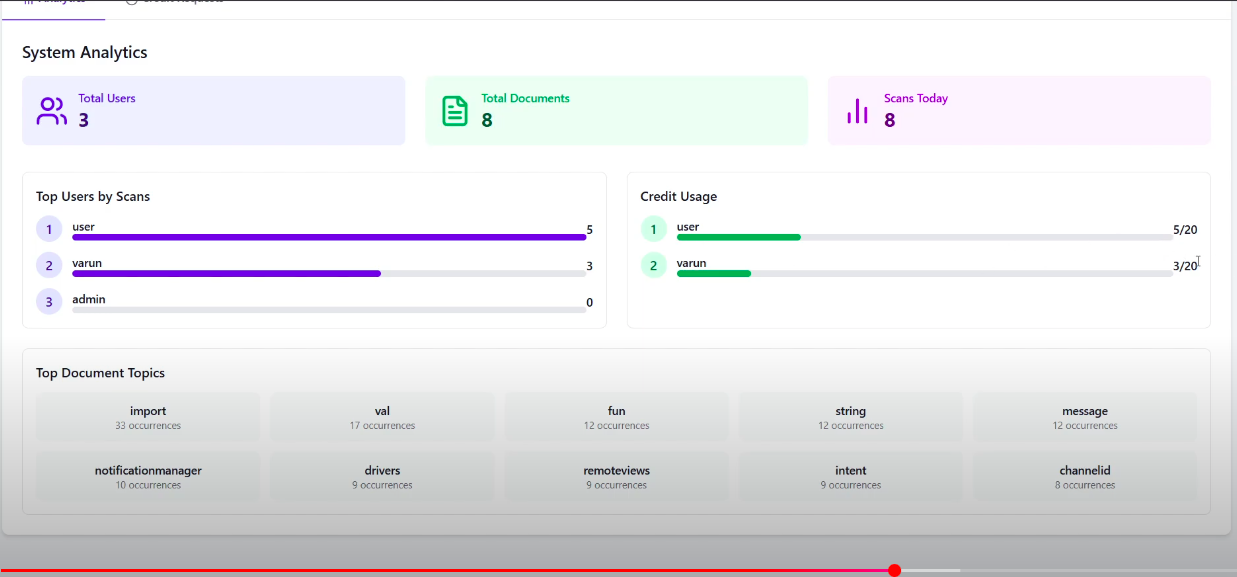 Analytics
Credit Requests
System Analytics
Total Users
3
Total Documents
8
Scans Today
8
Top Users by Scans
1
user
5
2
varun
3
3
admin
0
Credit Usage
1
user
5/20
2
varun
3/20
Top Document Topics
import
33 occurrences
val
17 occurrences
fun
12 occurrences
string
12 occurrences
message
12 occurrences
notificationmanager
10 occurrences
drivers
9 occurrences
remoteviews
9 occurrences
intent
9 occurrences
channelid
8 occurrences